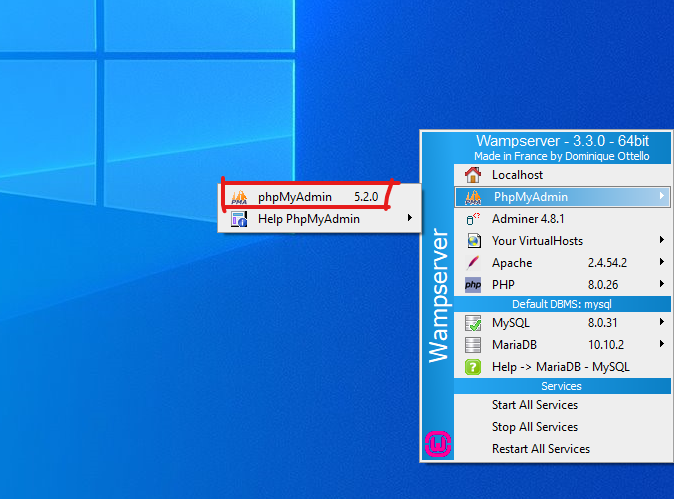 Wampserver - 3.3.0 - 64bit
Made in France by Dominique Ottello
Localhost
PhpMyAdmin
phpMyAdmin 5.2.0
Help PhpMyAdmin
Adminer 4.8.1
Your VirtualHosts
Apache 2.4.54.2
PHP 8.0.26
Default DBMS: mysql
MySQL 8.0.31
MariaDB 10.10.2
Help -> MariaDB - MySQL
Services
Start All Services
Stop All Services
Restart All Services
Wampserver
PMA
php